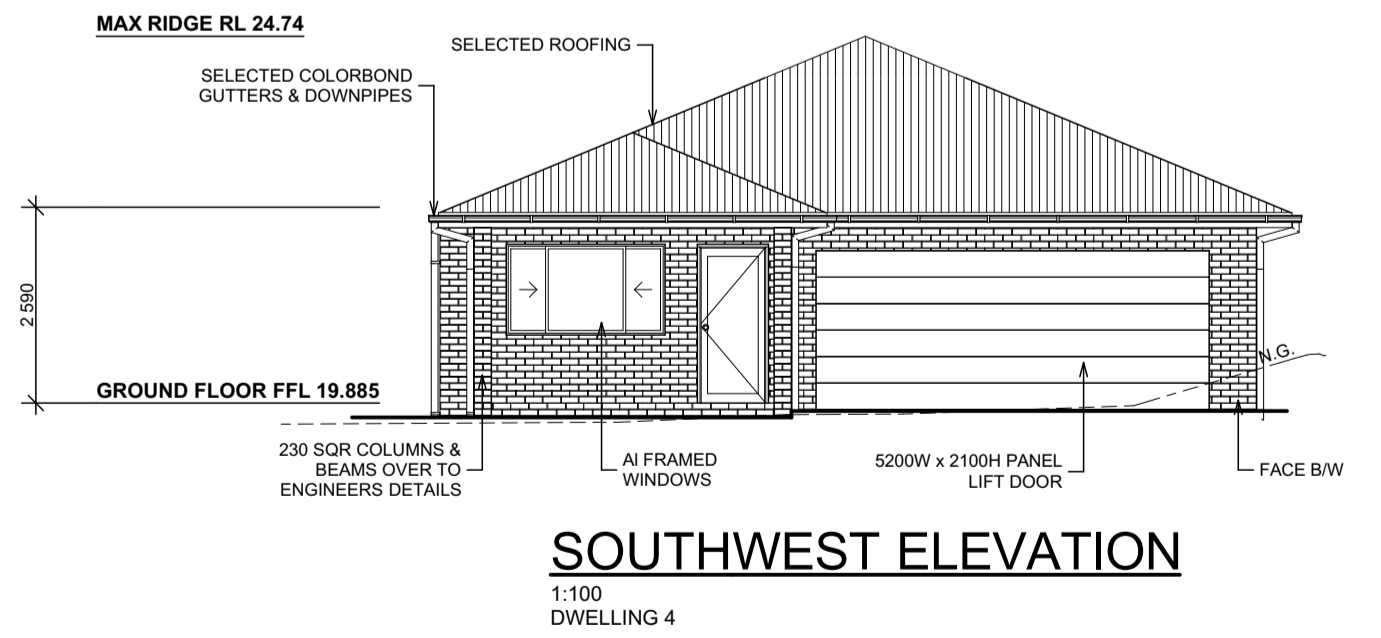 MAX RIDGE RL 24.74
SELECTED ROOFING
SELECTED COLORBOND
GUTTERS & DOWNPIPES
2 590
GROUND FLOOR FFL 19.885
N.G.
230 SQR COLUMNS &
BEAMS OVER TO
ENGINEERS DETAILS
Al FRAMED
WINDOWS
5200W x 2100H PANEL
LIFT DOOR
FACE B/W
SOUTHWEST ELEVATION
1:100
DWELLING 4